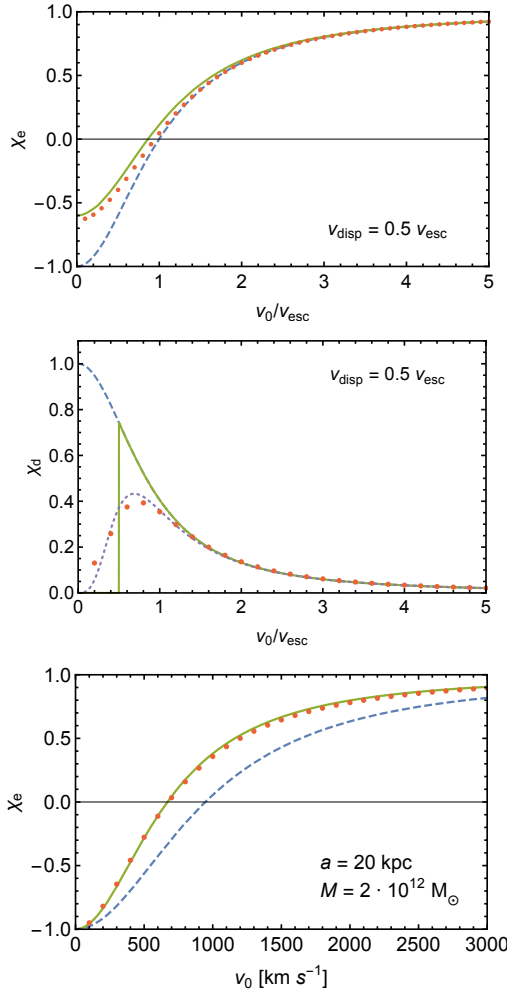 1.0
0.5
0.0
−0.5
−1.0
χe
vdisp = 0.5 vesc
0 1 2 3 4 5
v0/vesc
1.0
0.8
0.6
0.4
0.2
0.0
χd
vdisp = 0.5 vesc
0 1 2 3 4 5
v0/vesc
1.0
0.5
0.0
−0.5
−1.0
χe
a = 20 kpc
M = 2 · 10¹² M☉
0 500 1000 1500 2000 2500 3000
v0 [km s⁻¹]